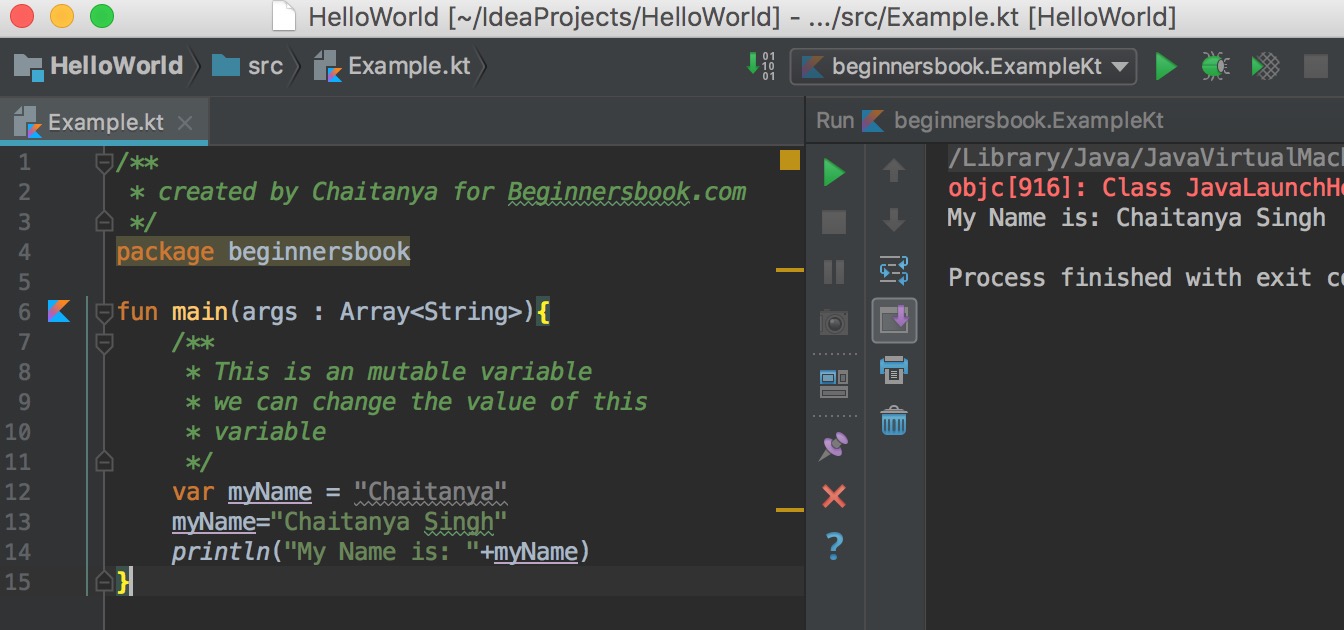 HelloWorld [~/IdeaProjects/HelloWorld] - .../src/Example.kt [HelloWorld]
HelloWorld src Example.kt
01
10
01
beginnersbook.ExampleKt
Example.kt
1 /**
2 * created by Chaitanya for Beginnersbook.com
3 */
4 package beginnersbook
5
6 fun main(args : Array<String>){
7 /**
8 * This is an mutable variable
9 * we can change the value of this
10 * variable
11 */
12 var myName = "Chaitanya"
13 myName="Chaitanya Singh"
14 println("My Name is: "+myName)
15 }
Run beginnersbook.ExampleKt
/Library/Java/JavaVirtualMac
objc[916]: Class JavaLaunchH
My Name is: Chaitanya Singh
Process finished with exit c
?